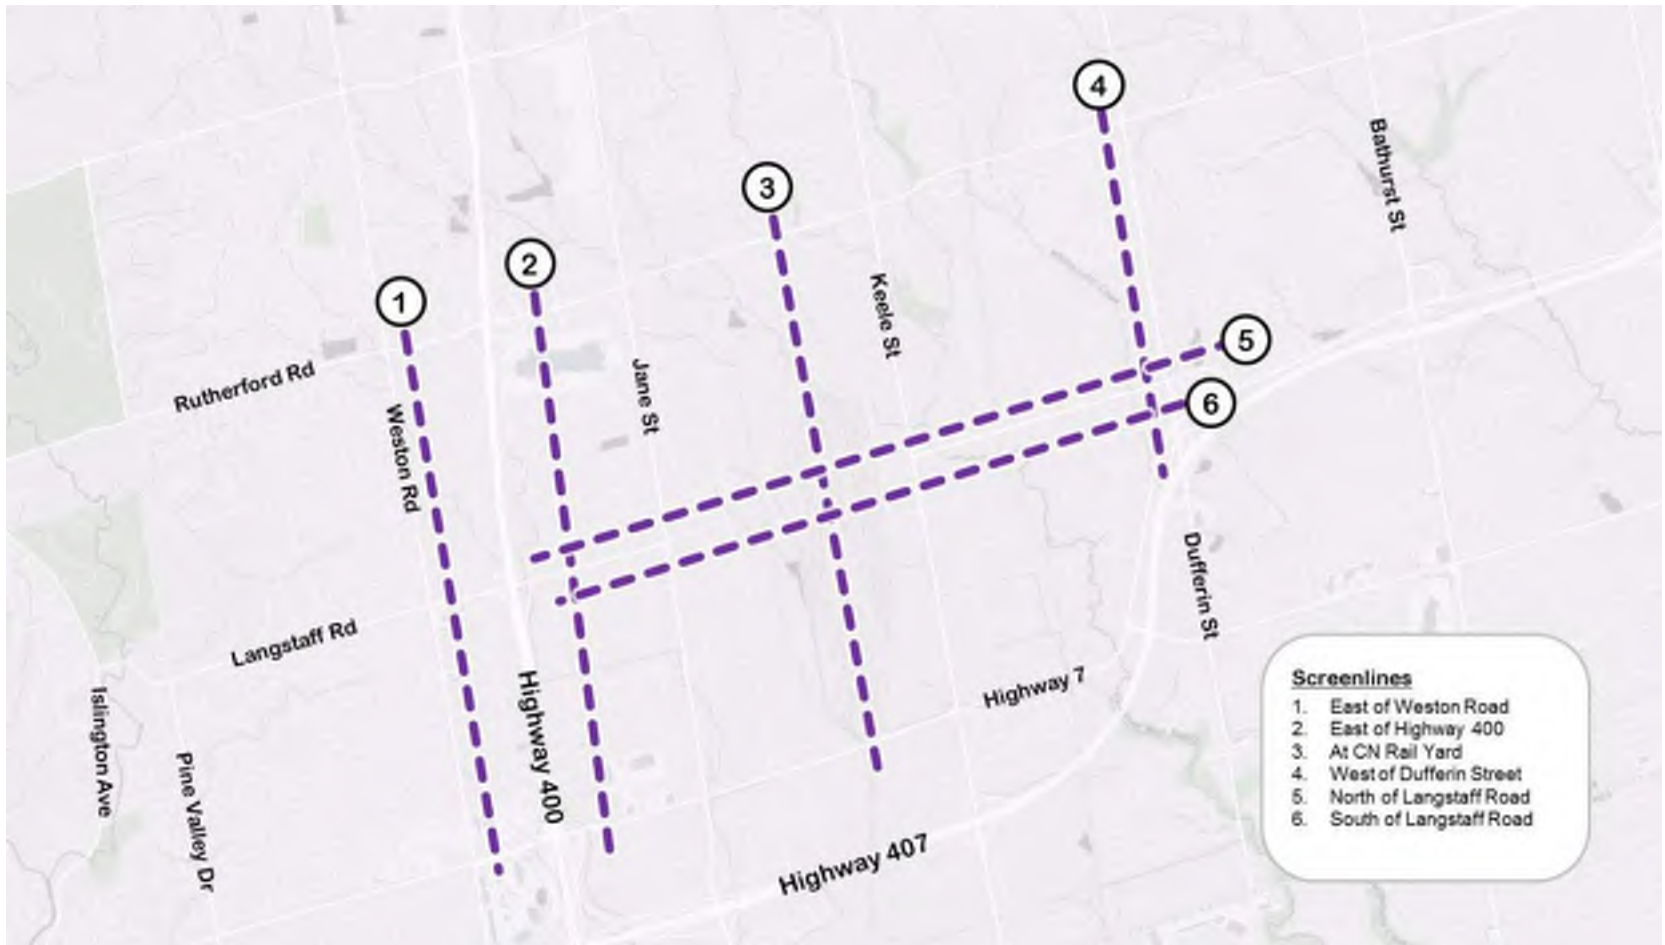 4
Bathurst St
3
2
Keele St
1
5
Rutherford Rd
Jane St
6
Weston Rd
Dufferin St
Langstaff Rd
Highway 7
Highway 400
Islington Ave
Pine Valley Dr
Highway 407
Screenlines
1. East of Weston Road
2. East of Highway 400
3. At CN Rail Yard
4. West of Dufferin Street
5. North of Langstaff Road
6. South of Langstaff Road